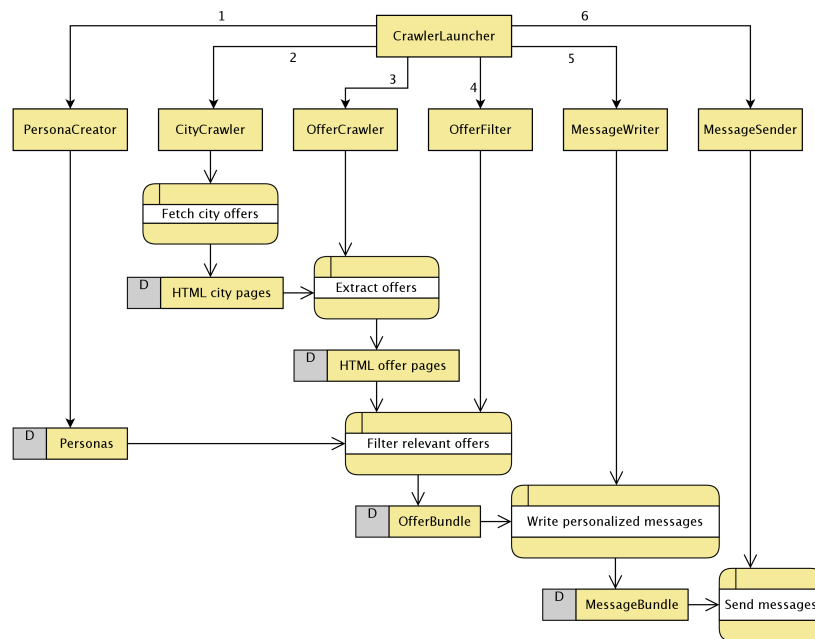 1
6
CrawlerLauncher
2
5
3
4
PersonaCreator
CityCrawler
OfferCrawler
OfferFilter
MessageWriter
MessageSender
Fetch city offers
D
HTML city pages
Extract offers
D
HTML offer pages
D
Personas
Filter relevant offers
D
OfferBundle
Write personalized messages
D
MessageBundle
Send messages